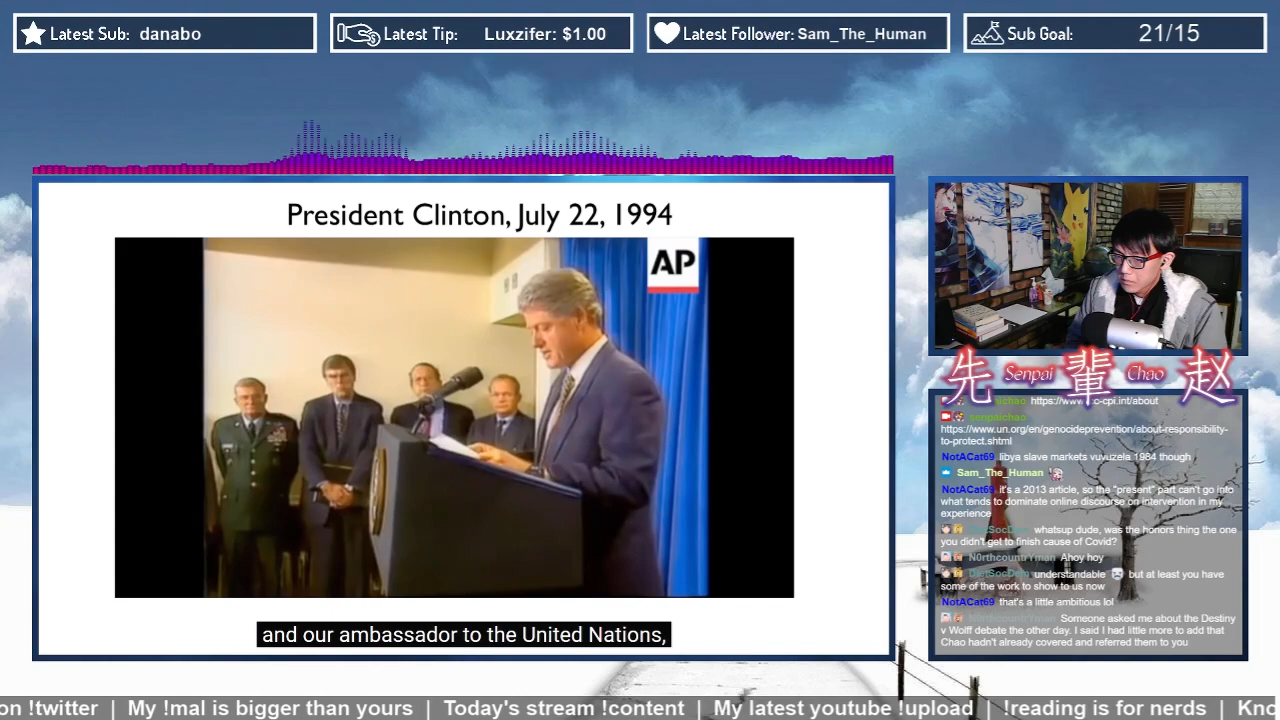 Latest Sub: danabo
Latest Tip: Luxzifer: $1.00
Latest Follower: Sam_The_Human
Sub Goal: 21/15
President Clinton, July 22, 1994
AP
and our ambassador to the United Nations,
先 Senpai 輩 Chao 赵
senpaichao
https://www.un.org/en/genocideprevention/about-responsibility-
to-protect.shtml
NotACat69 libya slave markets vuvuzela 1984 though
Sam_The_Human
NotACat69 it's a 2013 article, so the "present" part can't go into
what tends to dominate online discourse on intervention in my
experience
DietSocDem whatsup dude, was the honors thing the one
you didn't get to finish cause of Covid?
N0rthcountrYman Ahoy hoy
DietSocDem understandable but at least you have
some of the work to show to us now
NotACat69 that's a little ambitious lol
N0rthcountrYman Someone asked me about the Destiny
v Wolff debate the other day. I said I had little more to add that
Chao hadn't already covered and referred them to you
on !twitter | My !mal is bigger than yours | Today's stream !content | My latest youtube !upload | !reading is for nerds | Kno